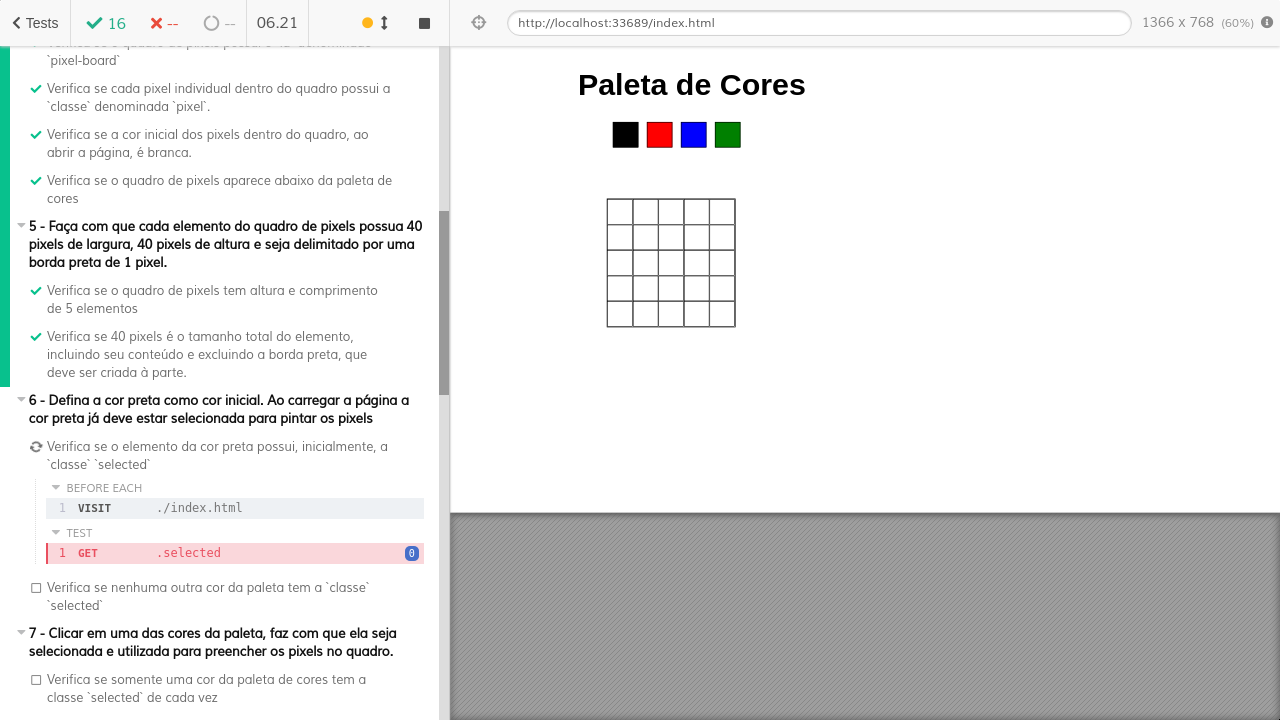 Tests
16
--
--
06.21
http://localhost:33689/index.html
1366 x 768 (60%)
`pixel-board`
Verifica se cada pixel individual dentro do quadro possui a
`classe` denominada `pixel`.
Verifica se a cor inicial dos pixels dentro do quadro, ao
abrir a página, é branca.
Verifica se o quadro de pixels aparece abaixo da paleta de
cores
5 - Faça com que cada elemento do quadro de pixels possua 40
pixels de largura, 40 pixels de altura e seja delimitado por uma
borda preta de 1 pixel.
Verifica se o quadro de pixels tem altura e comprimento
de 5 elementos
Verifica se 40 pixels é o tamanho total do elemento,
incluindo seu conteúdo e excluindo a borda preta, que
deve ser criada à parte.
6 - Defina a cor preta como cor inicial. Ao carregar a página a
cor preta já deve estar selecionada para pintar os pixels
Verifica se o elemento da cor preta possui, inicialmente, a
`classe` `selected`
BEFORE EACH
1 VISIT ./index.html
TEST
1 GET .selected 0
Verifica se nenhuma outra cor da paleta tem a `classe`
`selected`
7 - Clicar em uma das cores da paleta, faz com que ela seja
selecionada e utilizada para preencher os pixels no quadro.
Verifica se somente uma cor da paleta de cores tem a
classe `selected` de cada vez
Paleta de Cores